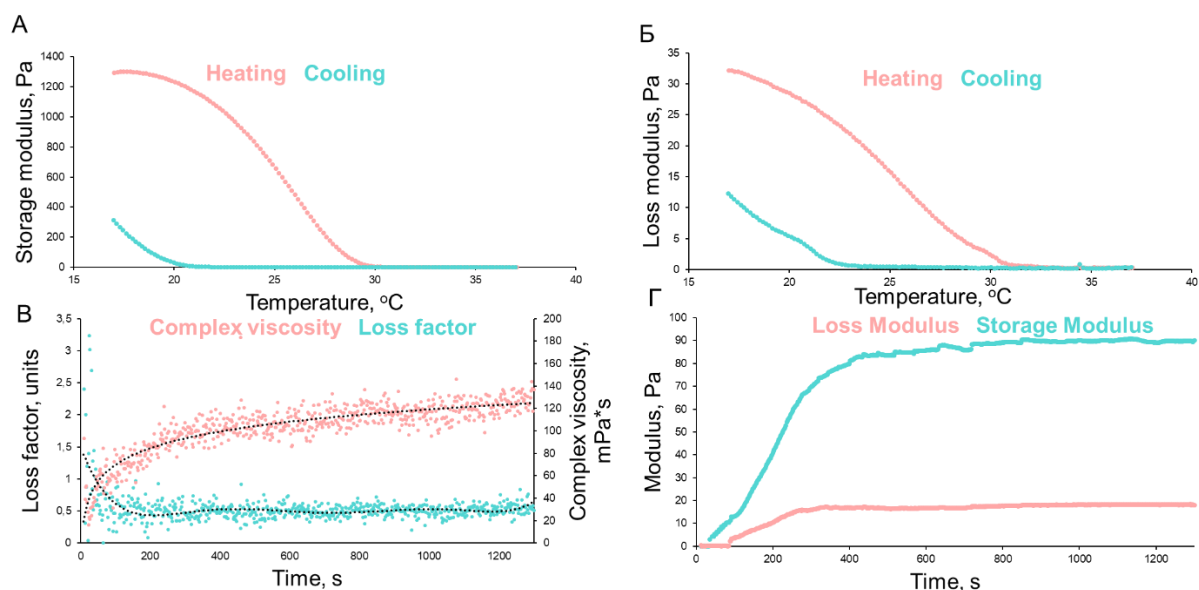 А
Storage modulus, Pa
1400
1200
1000
800
600
400
200
0
Heating Cooling
15 20 25 30 35 40
Temperature, °C
Б
Loss modulus, Pa
35
30
25
20
15
10
5
0
Heating Cooling
15 20 25 30 35 40
Temperature, °C
В
Loss factor, units
3.5
3
2.5
2
1.5
1
0.5
0
Complex viscosity Loss factor
200
180
160
140
120
100
80
60
40
20
0
Complex viscosity,
mPa*s
0 200 400 600 800 1000 1200
Time, s
Г
Modulus, Pa
100
90
80
70
60
50
40
30
20
10
0
Loss Modulus Storage Modulus
0 200 400 600 800 1000 1200
Time, s